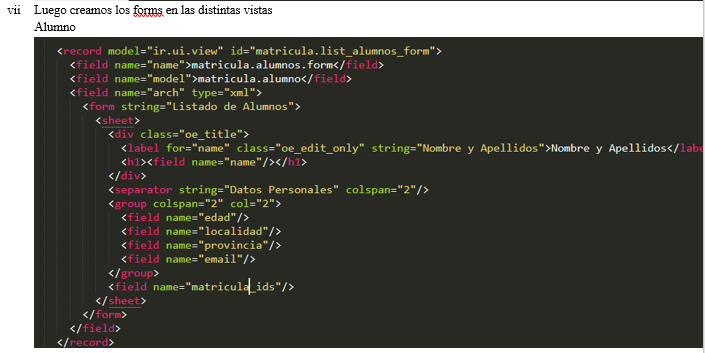 vii Luego creamos los forms en las distintas vistas
Alumno
<record model="ir.ui.view" id="matricula.list_alumnos_form">
<field name="name">matricula.alumnos.form</field>
<field name="model">matricula.alumno</field>
<field name="arch" type="xml">
<form string="Listado de Alumnos">
<sheet>
<div class="oe_title">
<label for="name" class="oe_edit_only" string="Nombre y Apellidos">Nombre y Apellidos</labe
<h1><field name="name"/></h1>
</div>
<separator string="Datos Personales" colspan="2"/>
<group colspan="2" col="2">
<field name="edad"/>
<field name="localidad"/>
<field name="provincia"/>
<field name="email"/>
</group>
<field name="matricula_ids"/>
</sheet>
</form>
</field>
</record>